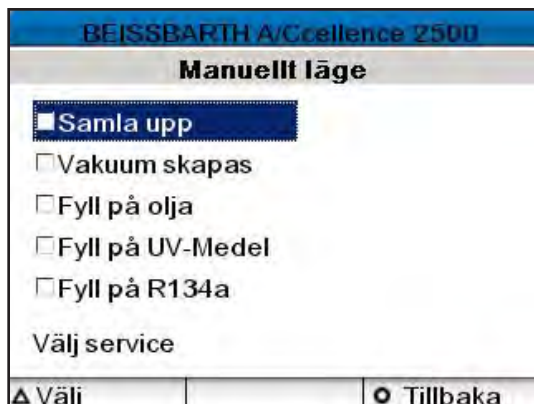 BEISSBARTH A/Ccellence 2500
Manuellt läge
Samla upp
Vakuum skapas
Fyll på olja
Fyll på UV-Medel
Fyll på R134a
Välj service
Välj Tillbaka